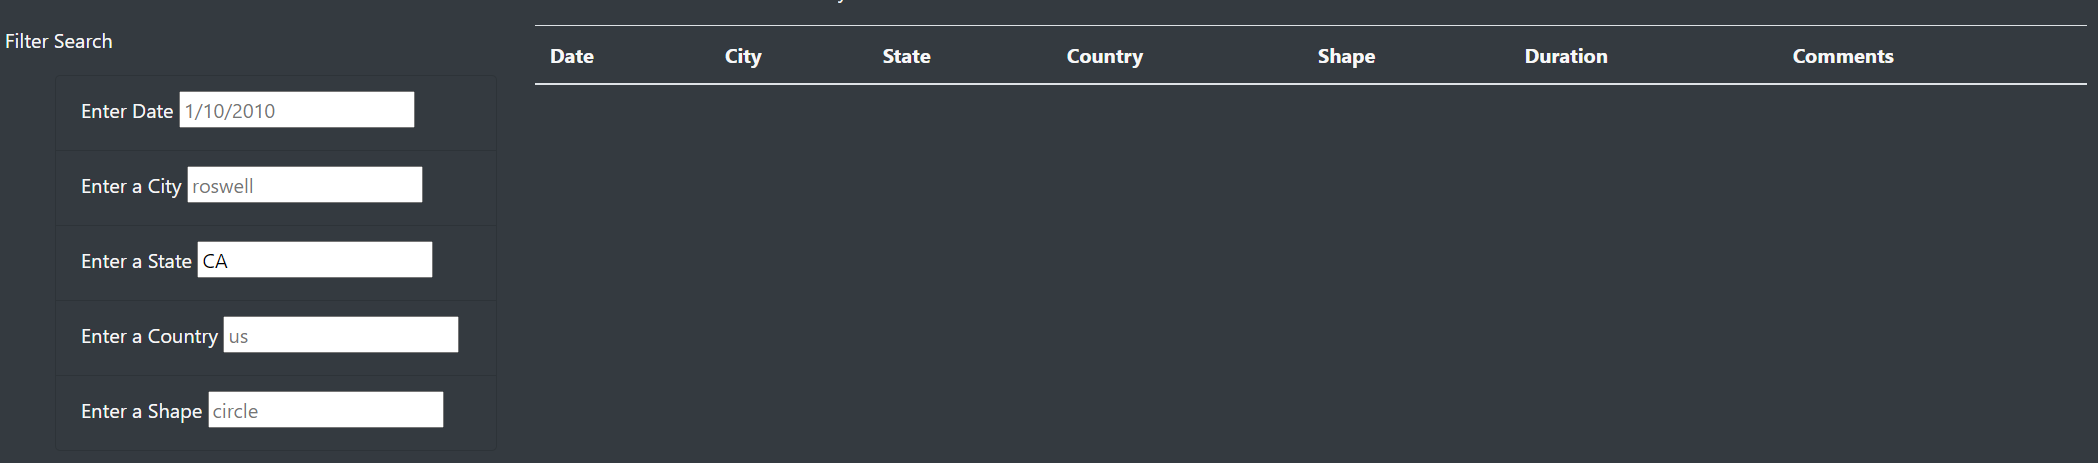 Filter Search
Enter Date 1/10/2010
Enter a City roswell
Enter a State CA
Enter a Country us
Enter a Shape circle
Date City State Country Shape Duration Comments